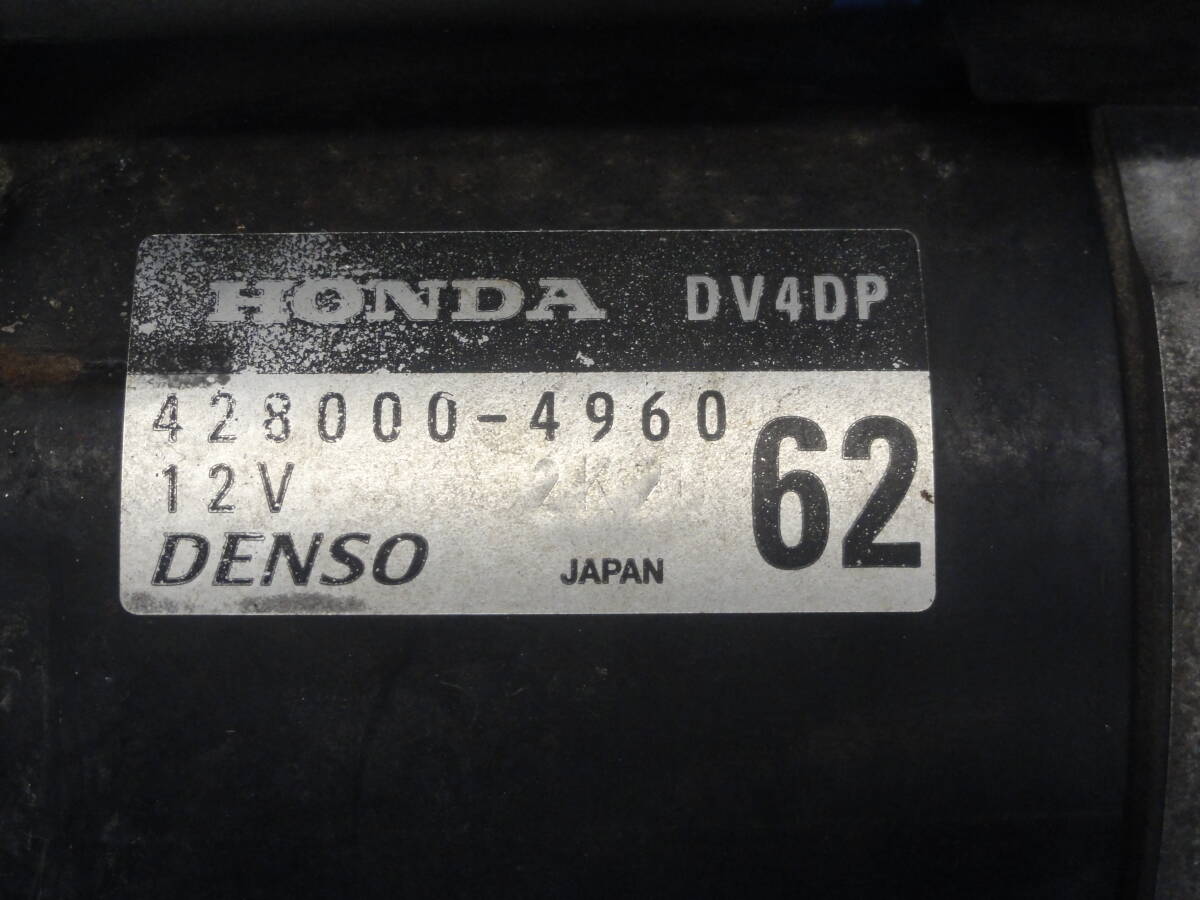 HONDA DV4DP
428000-4960
12V 62
DENSO JAPAN